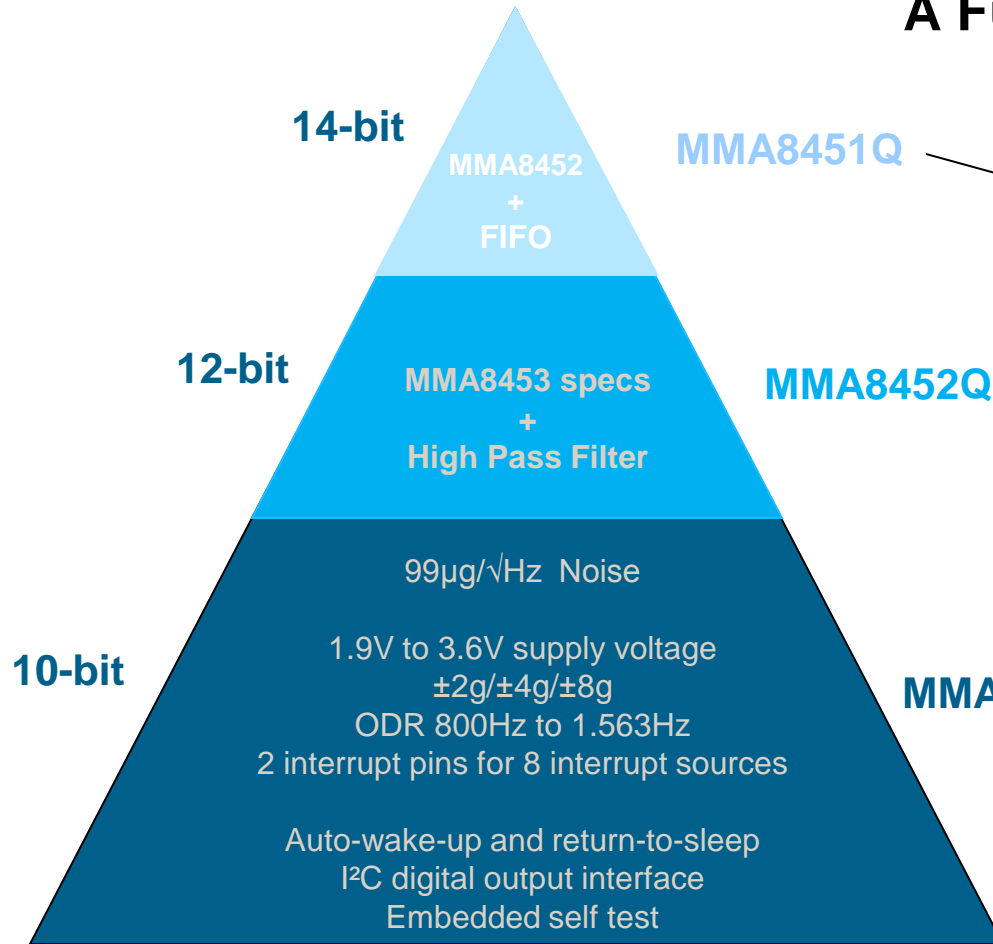 A F
14-bit
MMA8451Q
MMA8452
+
FIFO
12-bit
MMA8453 specs
+
High Pass Filter
MMA8452Q
99µg/√Hz Noise
1.9V to 3.6V supply voltage
±2g/±4g/±8g
ODR 800Hz to 1.563Hz
2 interrupt pins for 8 interrupt sources
10-bit
MMA
Auto-wake-up and return-to-sleep
I²C digital output interface
Embedded self test